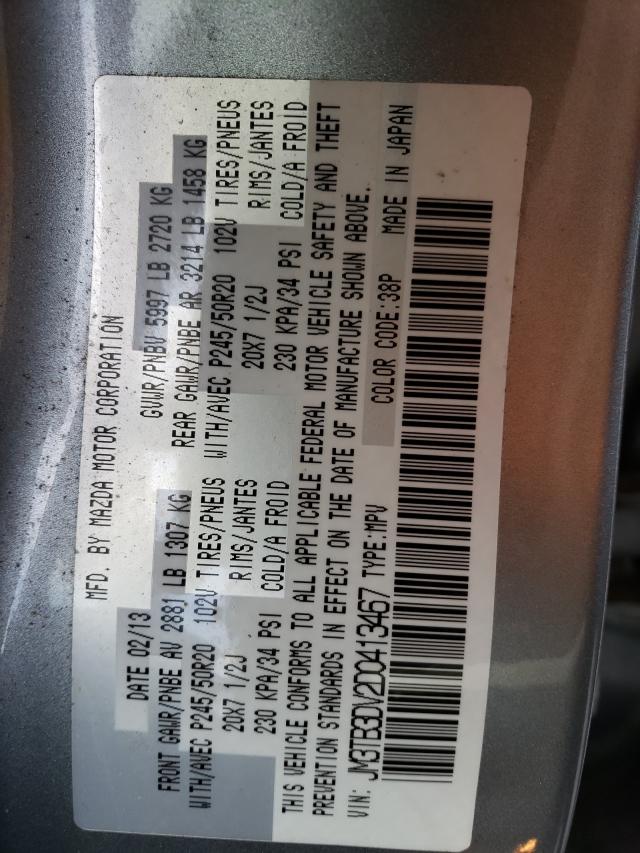 MFD. BY MAZDA MOTOR CORPORATION
DATE 02/13 GVWR/PNBV 5997 LB 2720 KG
FRONT GAWR/PNBE AV 2881 LB 1307 KG REAR GAWR/PNBE AR 3214 LB 1458 KG
WITH/AVEC P245/50R20 102V TIRES/PNEUS WITH/AVEC P245/50R20 102V TIRES/PNEUS
20X7 1/2J RIMS/JANTES 20X7 1/2J RIMS/JANTES
230 KPA/34 PSI COLD/A FROID 230 KPA/34 PSI COLD/A FROID
THIS VEHICLE CONFORMS TO ALL APPLICABLE FEDERAL MOTOR VEHICLE SAFETY AND THEFT
PREVENTION STANDARDS IN EFFECT ON THE DATE OF MANUFACTURE SHOWN ABOVE.
VIN: JM3TB3DV2D0413467 TYPE:MPV COLOR CODE:38P MADE IN JAPAN